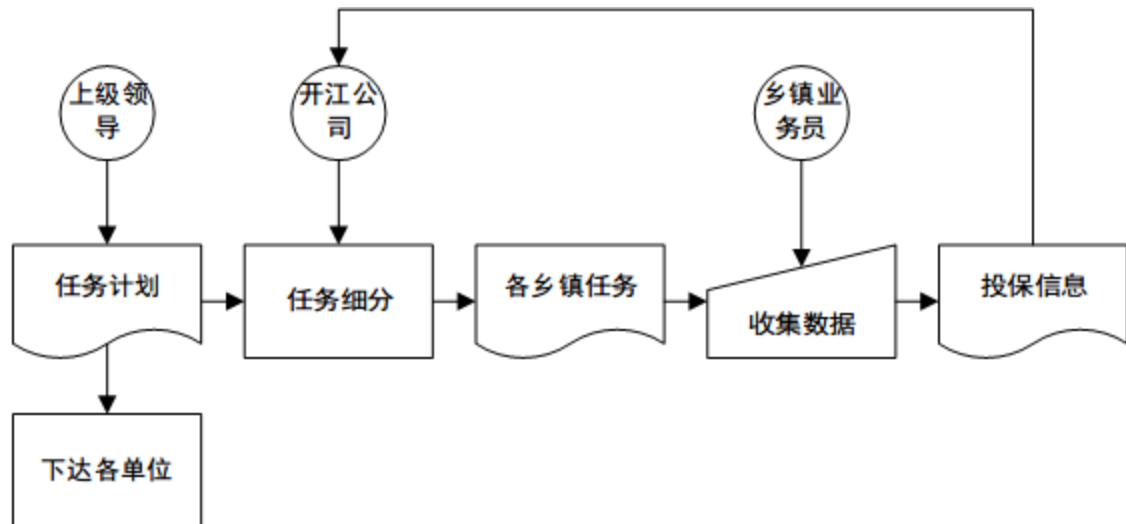 上级领
导
开江公
司
乡镇业
务员
任务计划
任务细分
各乡镇任务
收集数据
投保信息
下达各单位